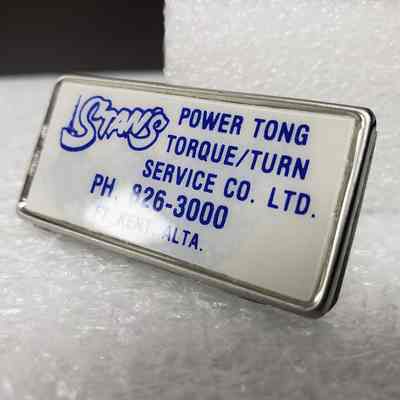 STAN'S POWER TONG
TORQUE/TURN
SERVICE CO. LTD.
PH. 826-3000
FT. KENT ALTA.